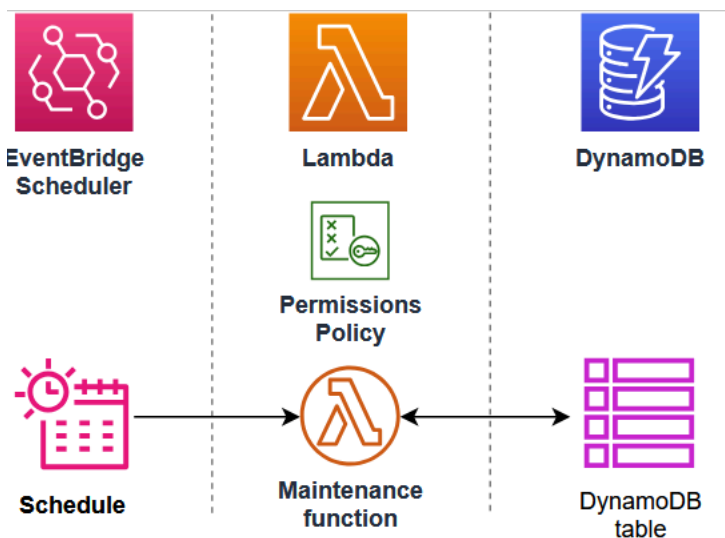 EventBridge
Scheduler
Lambda
DynamoDB
Permissions
Policy
Schedule
Maintenance
function
DynamoDB
table